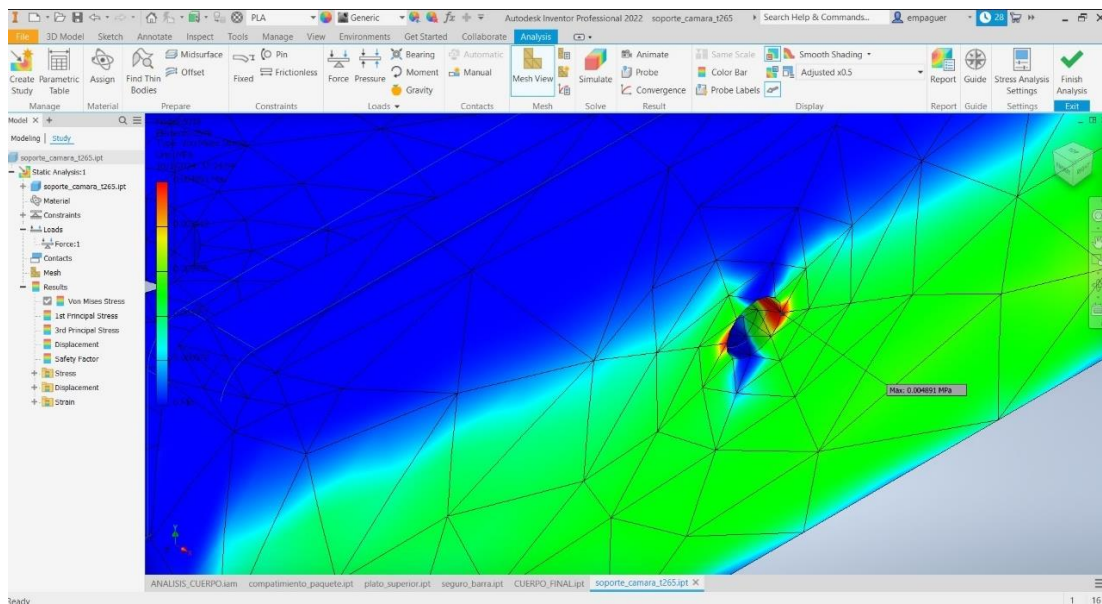 PLA
Generic
Autodesk Inventor Professional 2022 soporte_camara_t265
Search Help & Commands...
empaguer
28
File 3D Model Sketch Annotate Inspect Tools Manage View Environments Get Started Collaborate Analysis
Midsurface Pin Bearing Automatic Animate Same Scale Smooth Shading
Offset Frictionless Moment Manual Probe Color Bar Adjusted x0.5
Gravity Convergence Probe Labels
Create Study Parametric Table Assign Find Thin Bodies Fixed Force Pressure Mesh View Simulate Report Guide Stress Analysis Settings Finish Analysis
Manage Material Prepare Constraints Loads Contacts Mesh Solve Result Display Report Guide Settings Exit
Model
Modeling Study
soporte_camara_t265.ipt
Static Analysis:1
soporte_camara_t265.ipt
Material
Constraints
Loads
Force:1
Contacts
Mesh
Results
Von Mises Stress
1st Principal Stress
3rd Principal Stress
Displacement
Safety Factor
Stress
Displacement
Strain
Max: 0.004891 MPa
ANALISIS_CUERPO.iam compatimiento_paquete.ipt plato_superior.ipt seguro_barra.ipt CUERPO_FINAL.ipt soporte_camara_t265.ipt
Ready
1 16